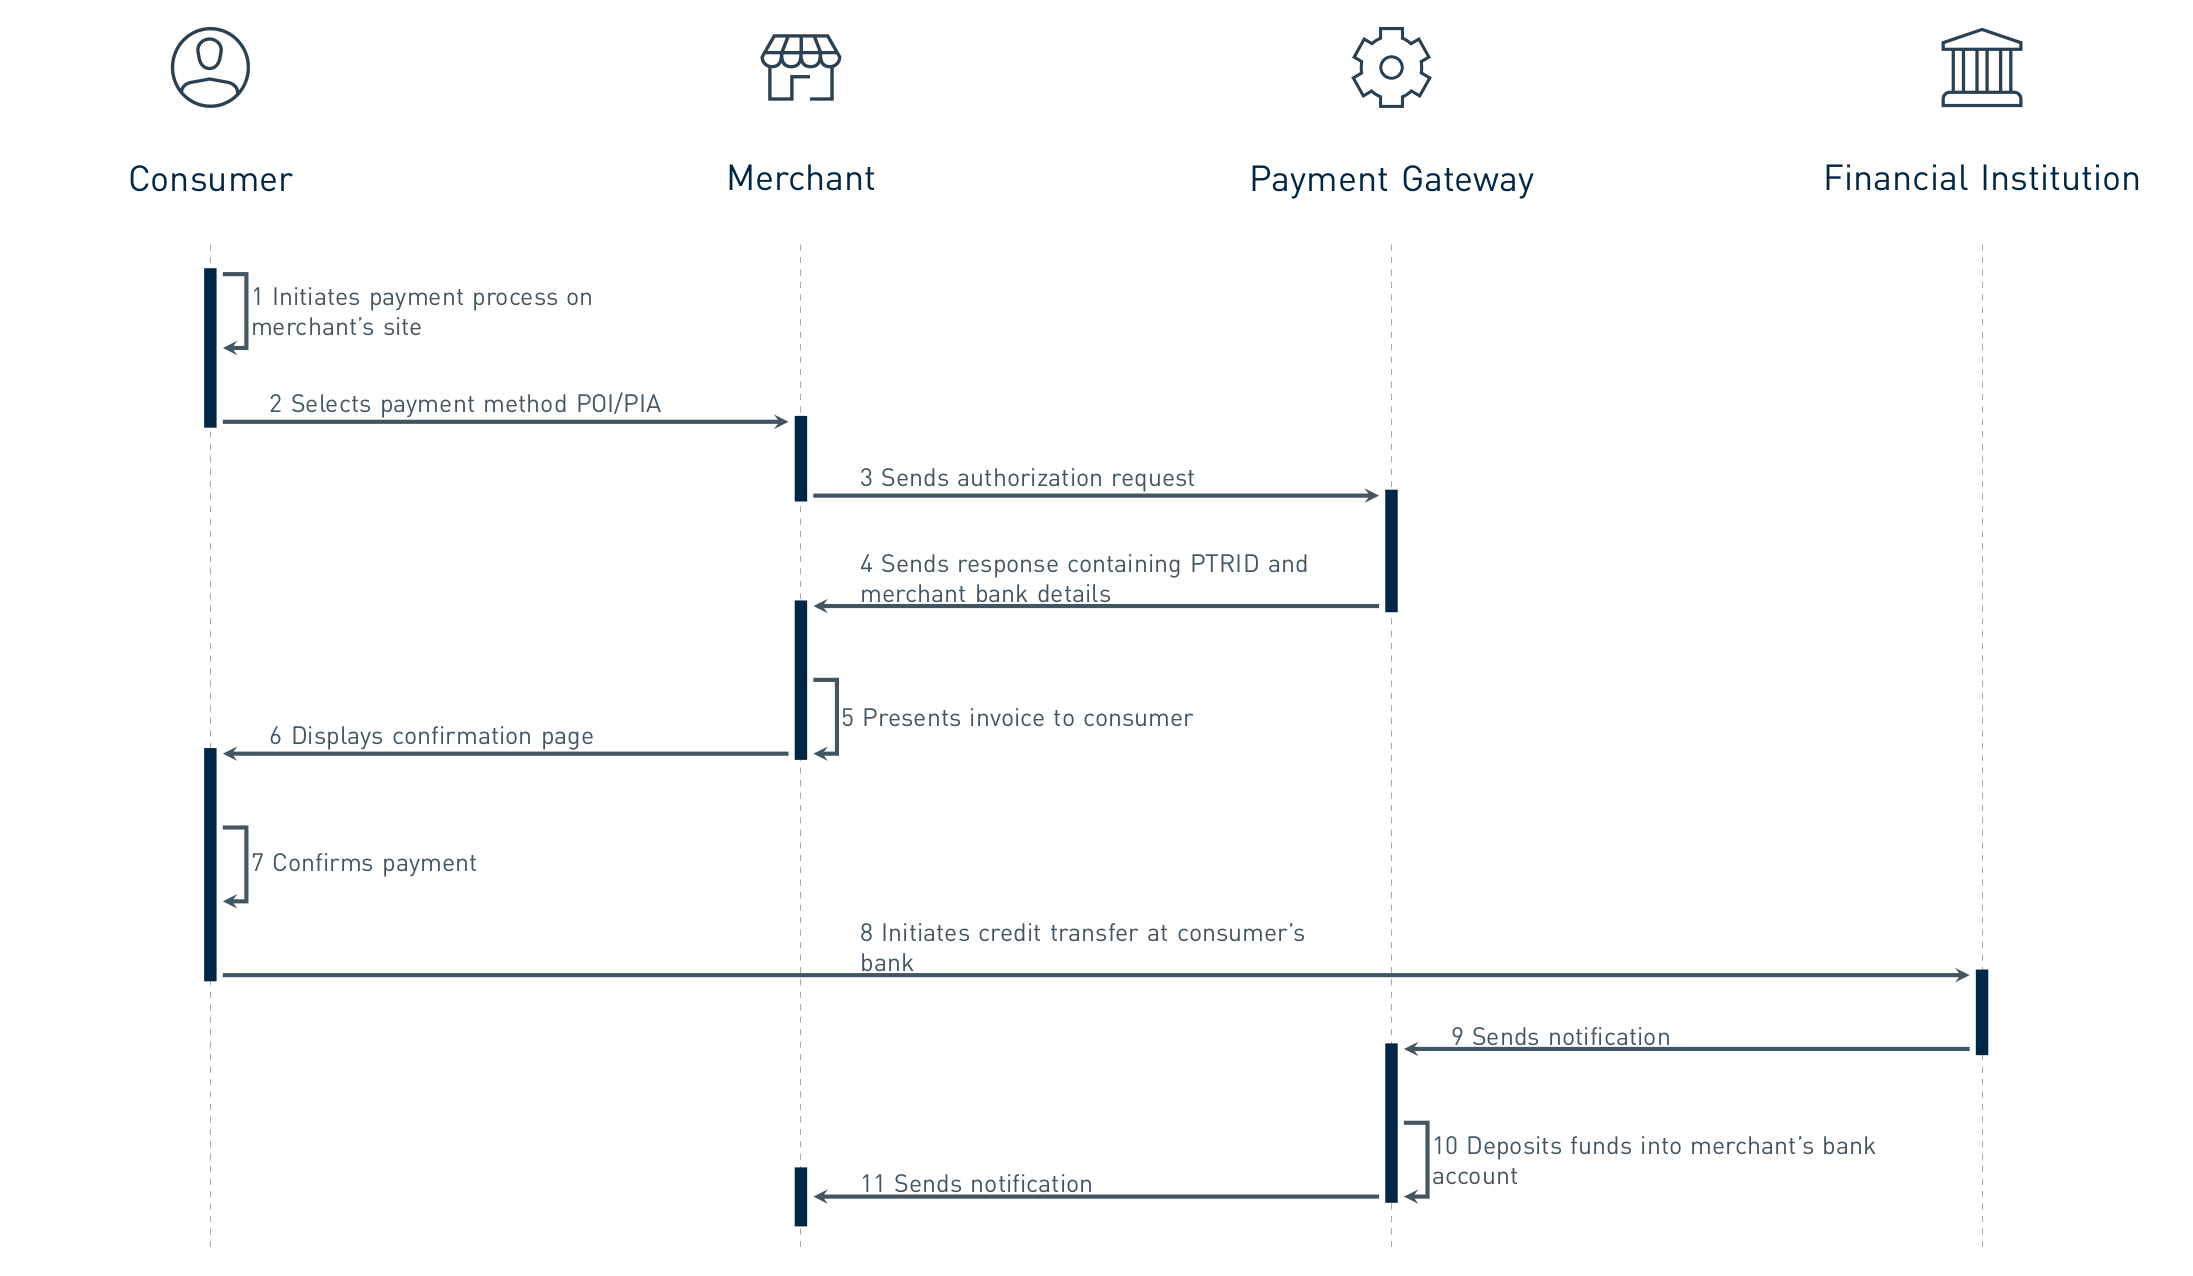 Consumer
Merchant
Payment Gateway
Financial Institution
1 Initiates payment process on
merchant’s site
2 Selects payment method POI/PIA
3 Sends authorization request
4 Sends response containing PTRID and
merchant bank details
5 Presents invoice to consumer
6 Displays confirmation page
7 Confirms payment
8 Initiates credit transfer at consumer’s
bank
9 Sends notification
10 Deposits funds into merchant’s bank
account
11 Sends notification